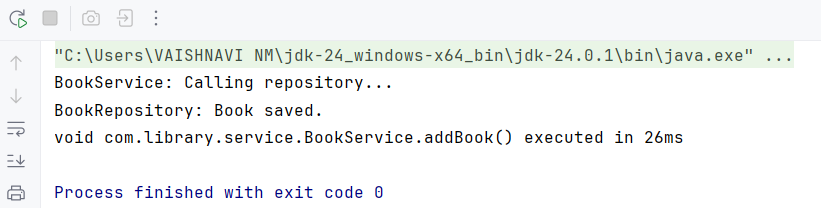 "C:\Users\VAISHNAVI NM\jdk-24_windows-x64_bin\jdk-24.0.1\bin\java.exe" ...
BookService: Calling repository...
BookRepository: Book saved.
void com.library.service.BookService.addBook() executed in 26ms
Process finished with exit code 0